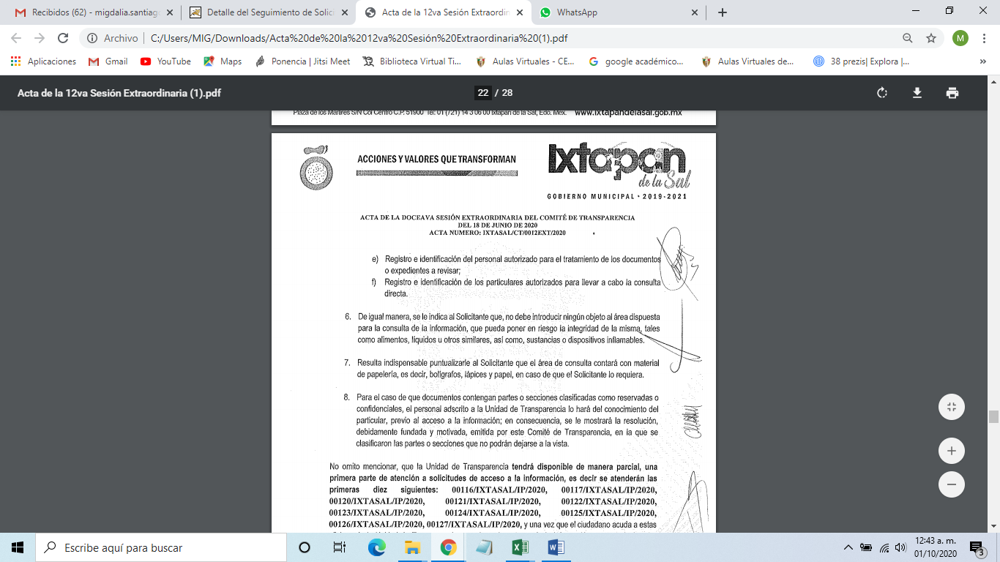 Recibidos (62) - migdalia.santiag
Detalle del Seguimiento de Solici
Acta de la 12va Sesión Extraordin
WhatsApp
Archivo
C:/Users/MIG/Downloads/Acta%20de%20la%2012va%20Sesión%20Extraordinaria%20(1).pdf
M
Aplicaciones
Gmail
YouTube
Maps
Ponencia | Jitsi Meet
Biblioteca Virtual Ti...
Aulas Virtuales - CE...
google académico...
Aulas Virtuales de...
38 prezis| Explora |...
Acta de la 12va Sesión Extraordinaria (1).pdf
22 / 28
Plaza de los Mártires S/N Col Centro C.P. 51900 Tel: 01 (721) 14 3 06 00 Ixtapan de la Sal, Edo. Méx. www.ixtapandelasal.gob.mx
ACCIONES Y VALORES QUE TRANSFORMAN
Ixtapan
de la Sal
GOBIERNO MUNICIPAL • 2019-2021
ACTA DE LA DOCEAVA SESIÓN EXTRAORDINARIA DEL COMITÉ DE TRANSPARENCIA
DEL 18 DE JUNIO DE 2020
ACTA NUMERO: IXTASAL/CT/0012EXT/2020
e) Registro e identificación del personal autorizado para el tratamiento de los documentos
o expedientes a revisar;
f) Registro e identificación de los particulares autorizados para llevar a cabo la consulta
directa.
6. De igual manera, se le indica al Solicitante que, no debe introducir ningún objeto al área dispuesta
para la consulta de la información, que pueda poner en riesgo la integridad de la misma, tales
como alimentos, líquidos u otros similares, así como, sustancias o dispositivos inflamables.
7. Resulta indispensable puntualizarle al Solicitante que el área de consulta contará con material
de papelería, es decir, bolígrafos, lápices y papel, en caso de que el Solicitante lo requiera.
8. Para el caso de que documentos contengan partes o secciones clasificadas como reservadas o
confidenciales, el personal adscrito a la Unidad de Transparencia lo hará del conocimiento del
particular, previo al acceso a la información; en consecuencia, se le mostrará la resolución,
debidamente fundada y motivada, emitida por este Comité de Transparencia, en la que se
clasificaron las partes o secciones que no podrán dejarse a la vista.
No omito mencionar, que la Unidad de Transparencia tendrá disponible de manera parcial, una
primera parte de atención a solicitudes de acceso a la información, es decir se atenderán las
primeras diez siguientes: 00116/IXTASAL/IP/2020, 00117/IXTASAL/IP/2020,
00120/IXTASAL/IP/2020, 00121/IXTASAL/IP/2020, 00122/IXTASAL/IP/2020,
00123/IXTASAL/IP/2020, 00124/IXTASAL/IP/2020, 00125/IXTASAL/IP/2020,
00126/IXTASAL/IP/2020, 00127/IXTASAL/IP/2020, y una vez que el ciudadano acuda a estas
Escribe aquí para buscar
12:43 a. m.
01/10/2020
3